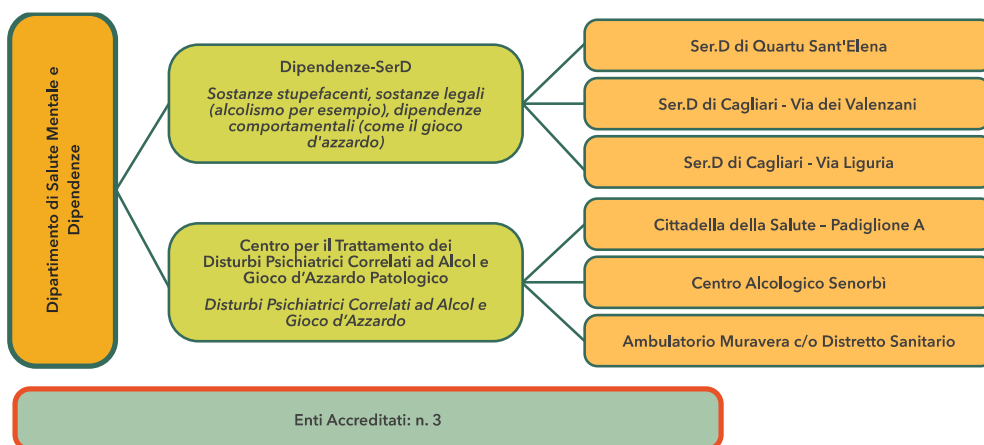 Dipartimento di Salute Mentale e
Dipendenze
Dipendenze-SerD
Sostanze stupefacenti, sostanze legali
(alcolismo per esempio), dipendenze
comportamentali (come il gioco
d'azzardo)
Ser.D di Quartu Sant'Elena
Ser.D di Cagliari - Via dei Valenzani
Ser.D di Cagliari - Via Liguria
Centro per il Trattamento dei
Disturbi Psichiatrici Correlati ad Alcol e
Gioco d’Azzardo Patologico
Disturbi Psichiatrici Correlati ad Alcol e
Gioco d’Azzardo
Cittadella della Salute – Padiglione A
Centro Alcologico Senorbì
Ambulatorio Muravera c/o Distretto Sanitario
Enti Accreditati: n. 3